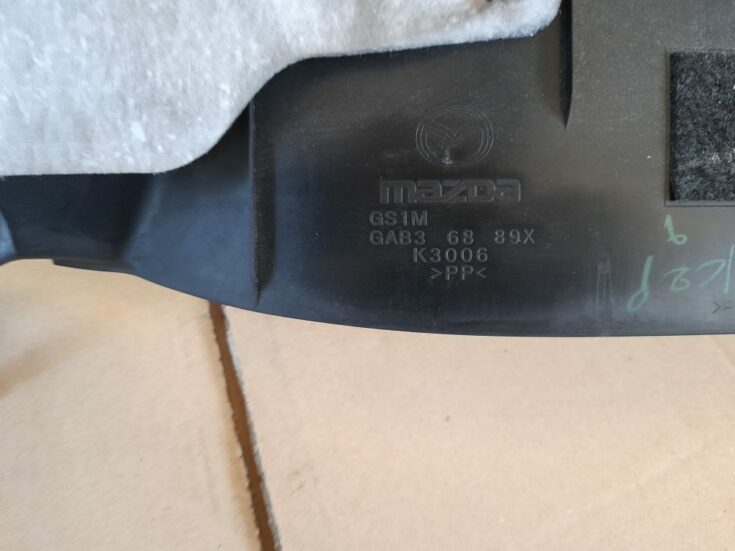 mazda
GS1M
GAB3 68 89X
K3006
>PP<